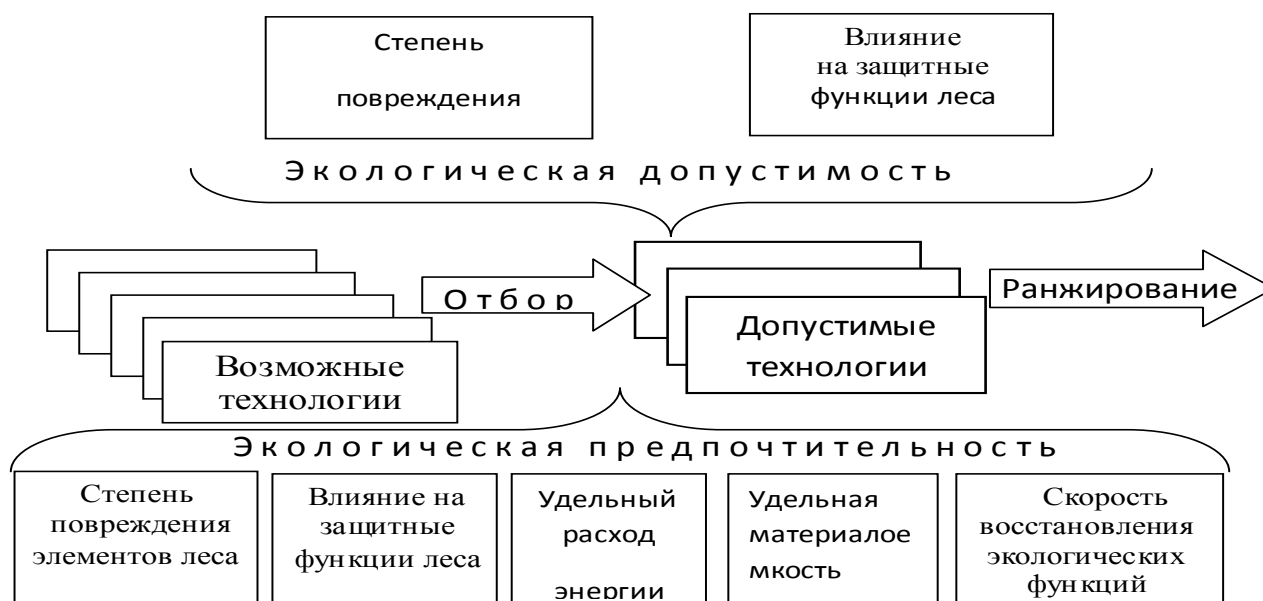 Степень
повреждения
Влияние
на защитные
функции леса
Экологическая допустимость
Отбор
Ранжирование
Допустимые
технологии
Возможные
технологии
Экологическая предпочтительность
Степень
повреждения
элементов леса
Влияние на
защитные
функции леса
Удельный
расход
энергии
Удельная
материалое
мкость
Скорость
восстановления
экологических
функций